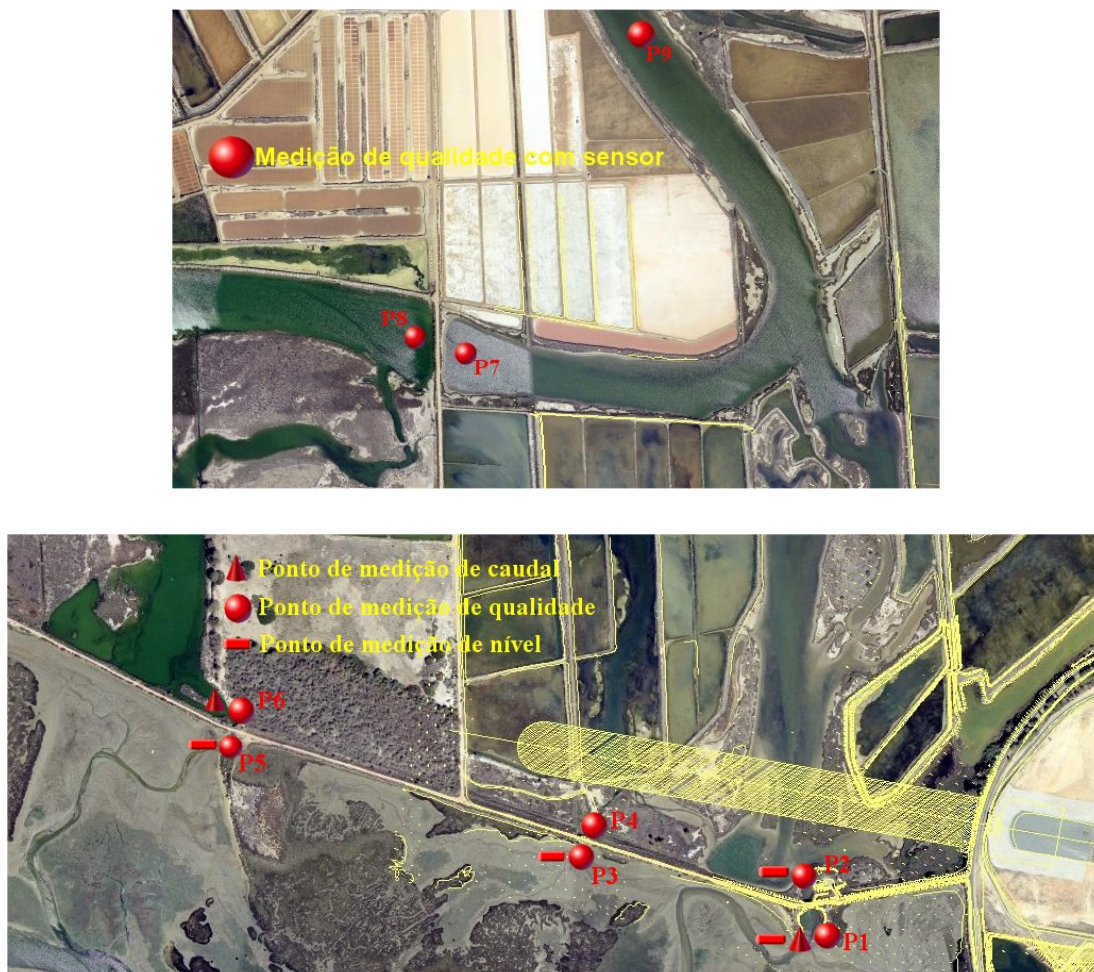 P9
Medição de qualidade com sensor
P8
P7
Ponto de medição de caudal
Ponto de medição de qualidade
Ponto de medição de nível
P6
P5
P4
P3
P2
P1